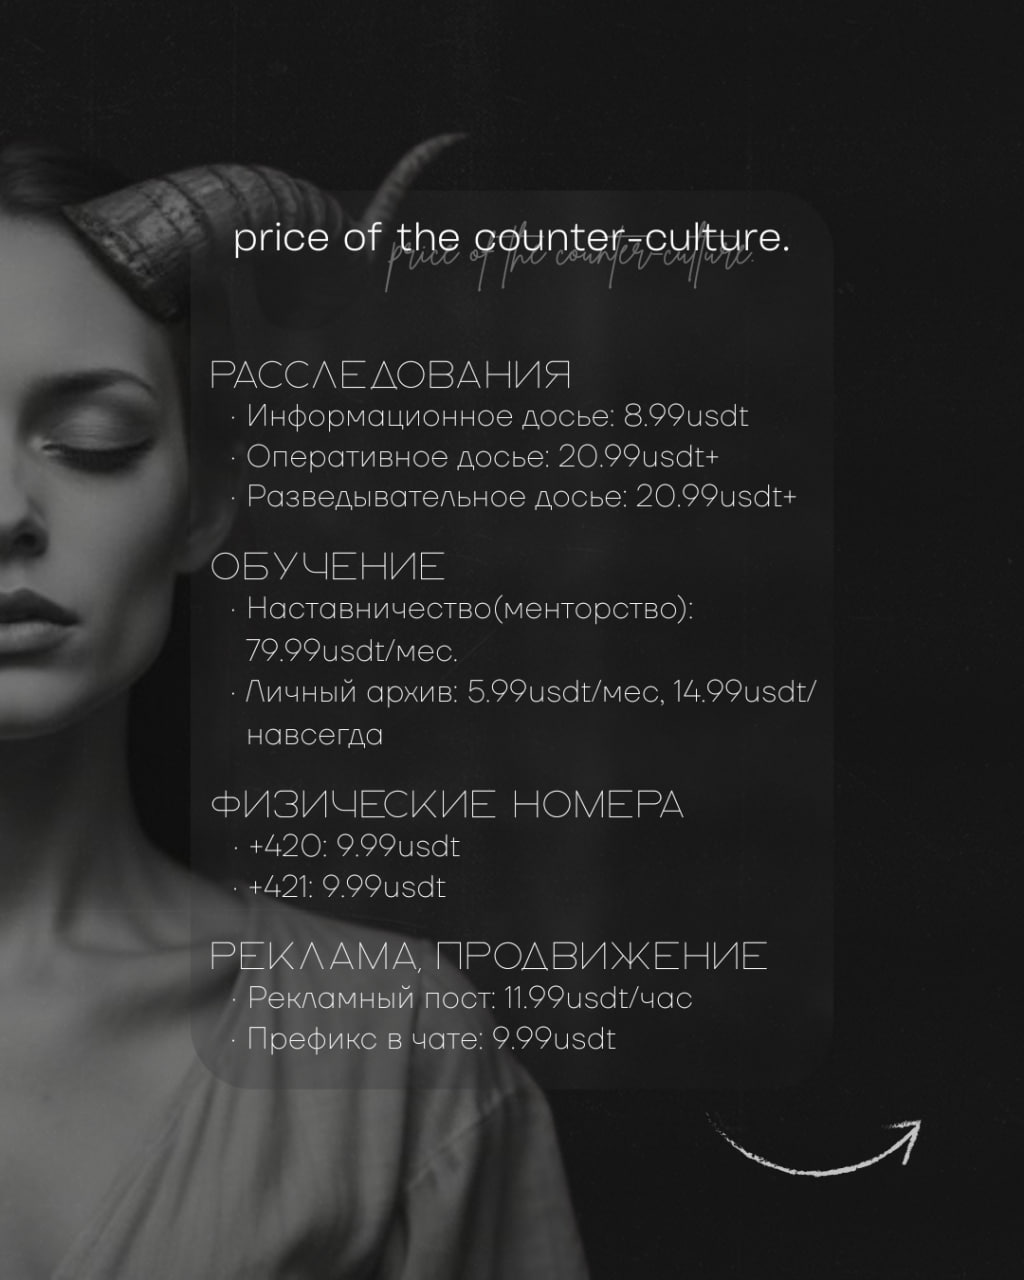 price of the counter-culture.
price of the counter-culture.
РАССЛЕДОВАНИЯ
· Информационное досье: 8.99usdt
· Оперативное досье: 20.99usdt+
· Разведывательное досье: 20.99usdt+
ОБУЧЕНИЕ
· Наставничество(менторство):
79.99usdt/мес.
· Личный архив: 5.99usdt/мес, 14.99usdt/
навсегда
ФИЗИЧЕСКИЕ НОМЕРА
· +420: 9.99usdt
· +421: 9.99usdt
РЕКЛАМА, ПРОДВИЖЕНИЕ
· Рекламный пост: 11.99usdt/час
· Префикс в чате: 9.99usdt